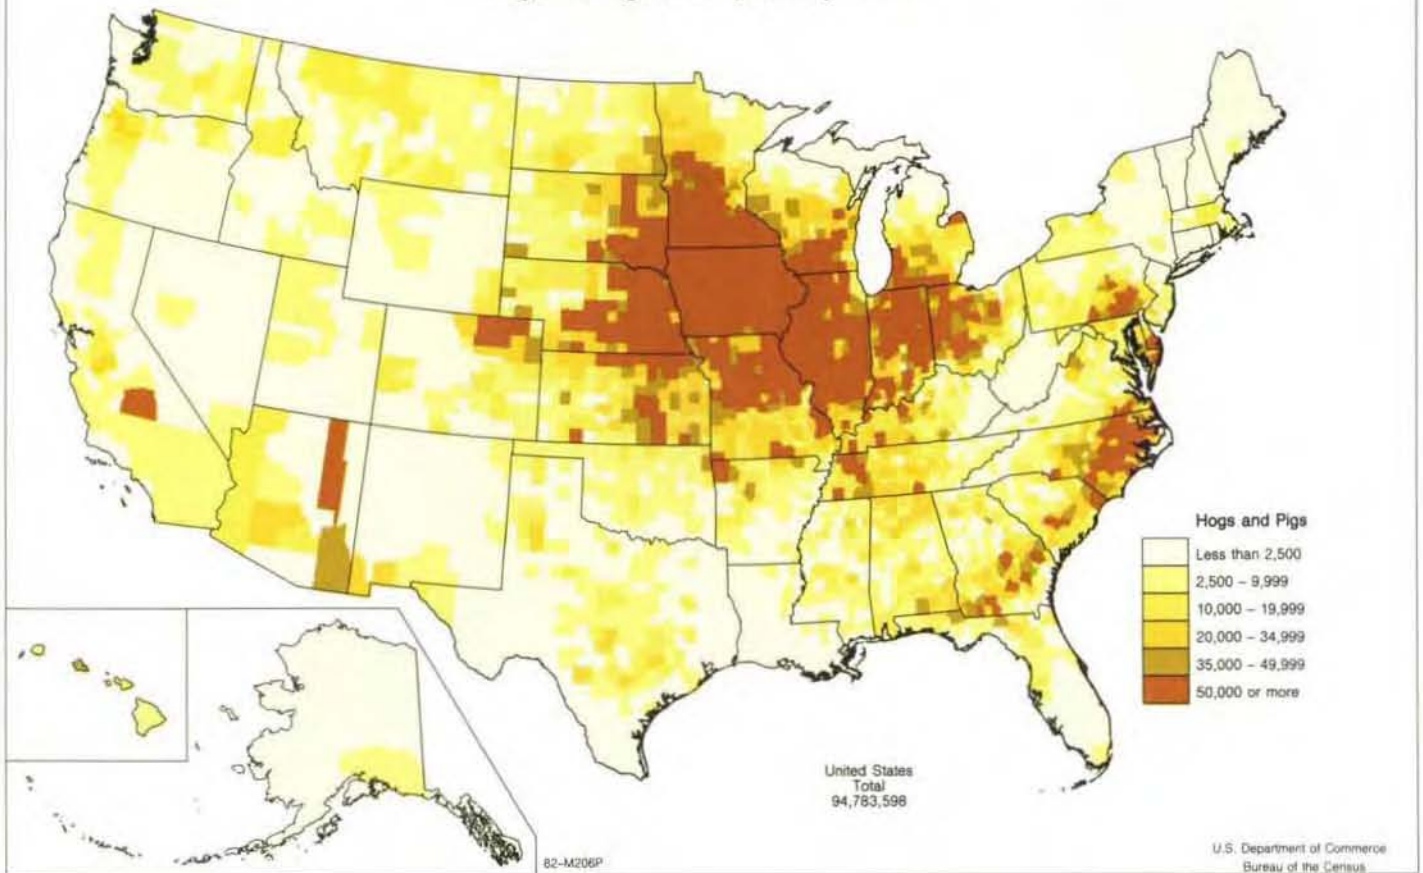 Hogs and Pigs
Less than 2,500
2,500 – 9,999
10,000 – 19,999
20,000 – 34,999
35,000 – 49,999
50,000 or more
United States
Total
94,783,598
82-M206P
U.S. Department of Commerce
Bureau of the Census